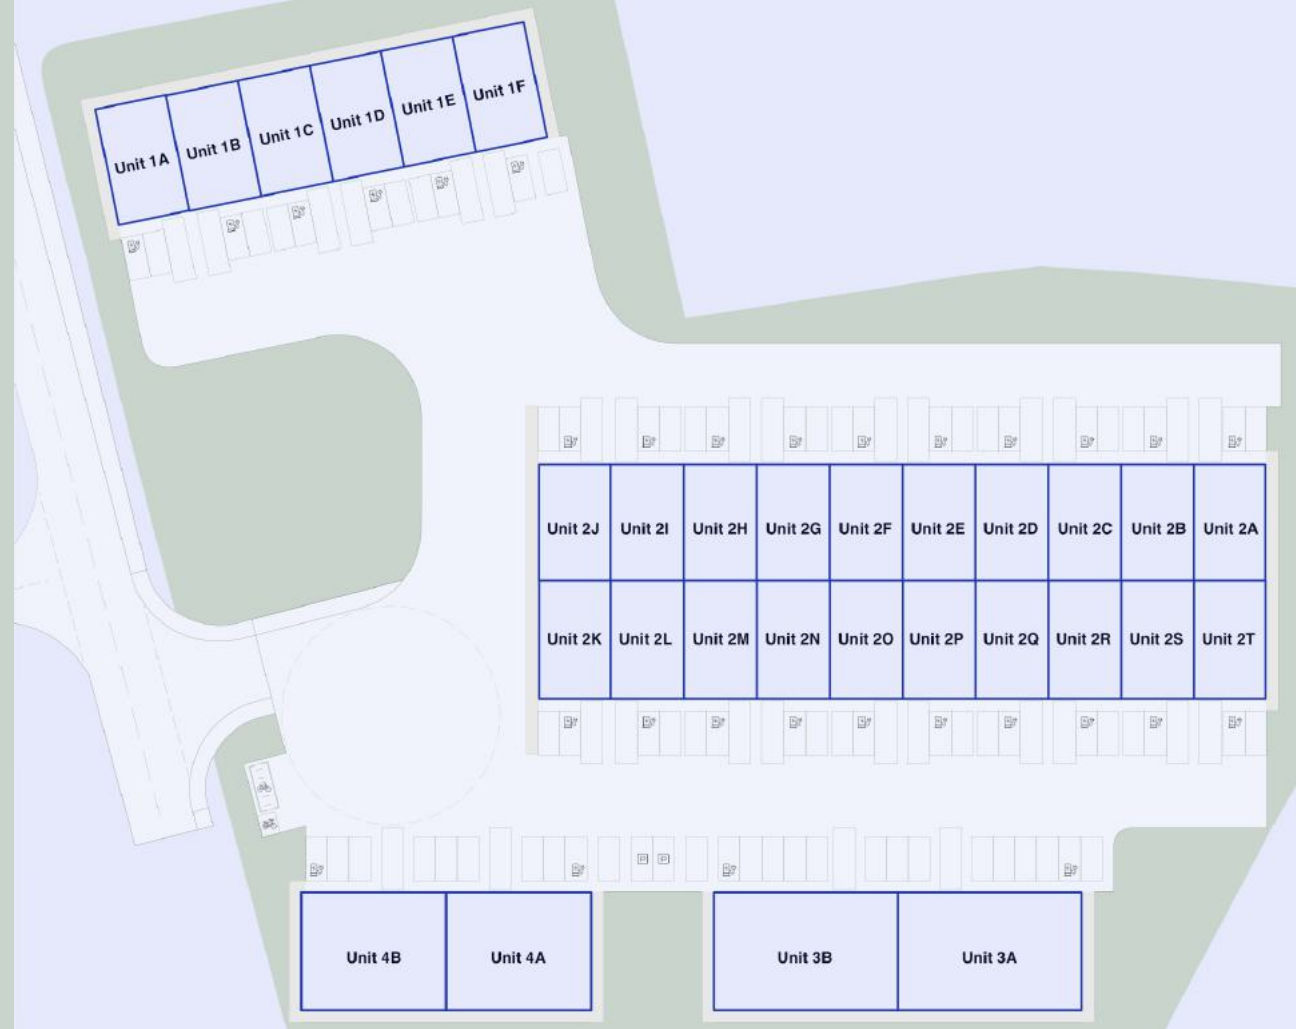 Unit 1A
Unit 1B
Unit 1C
Unit 1D
Unit 1E
Unit 1F
Unit 2J
Unit 2I
Unit 2H
Unit 2G
Unit 2F
Unit 2E
Unit 2D
Unit 2C
Unit 2B
Unit 2A
Unit 2K
Unit 2L
Unit 2M
Unit 2N
Unit 2O
Unit 2P
Unit 2Q
Unit 2R
Unit 2S
Unit 2T
P
P
Unit 4B
Unit 4A
Unit 3B
Unit 3A